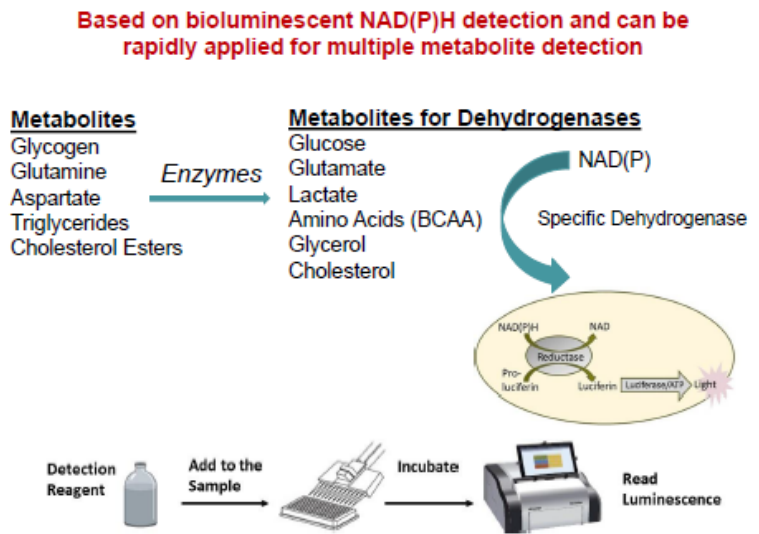 Based on bioluminescent NAD(P)H detection and can be
rapidly applied for multiple metabolite detection
Metabolites
Glycogen
Glutamine
Aspartate
Triglycerides
Cholesterol Esters
Enzymes
Metabolites for Dehydrogenases
Glucose
Glutamate
Lactate
Amino Acids (BCAA)
Glycerol
Cholesterol
NAD(P)
Specific Dehydrogenase
NAD(P)H
NAD
Reductase
Pro-
luciferin
Luciferin
Luciferase/ATP
Light
Detection
Reagent
Add to the
Sample
Incubate
Read
Luminescence